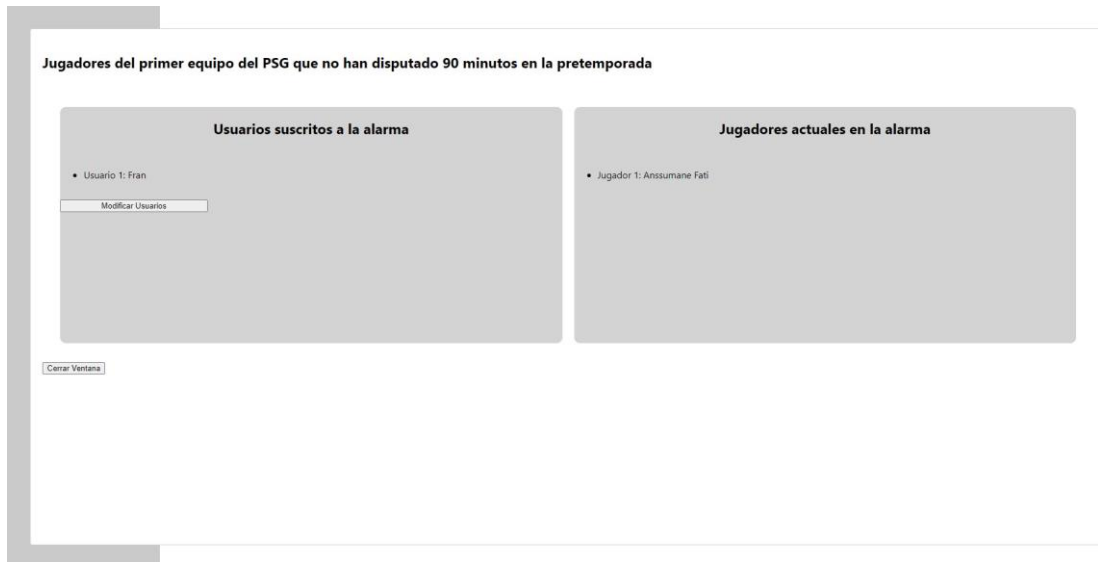 Jugadores del primer equipo del PSG que no han disputado 90 minutos en la pretemporada
Usuarios suscritos a la alarma
• Usuario 1: Fran
Modificar Usuarios
Jugadores actuales en la alarma
• Jugador 1: Anssumane Fati
Cerrar Ventana